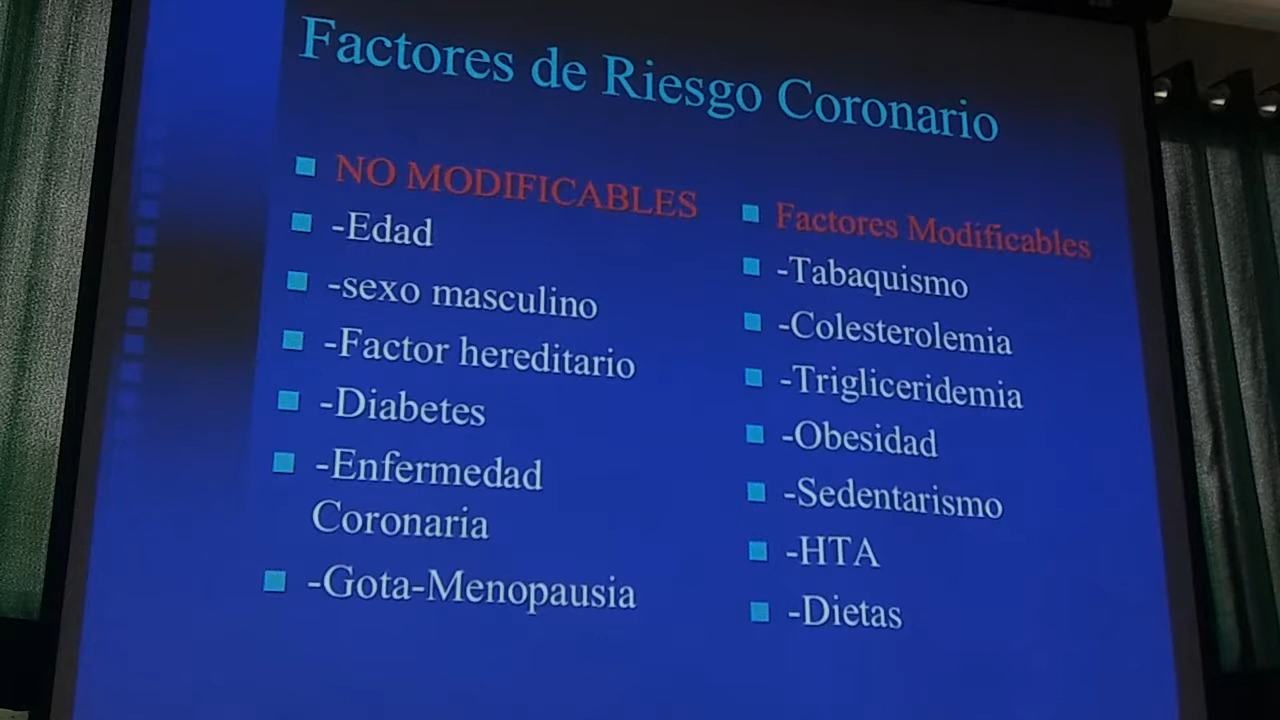 Factores de Riesgo Coronario
NO MODIFICABLES
-Edad
-sexo masculino
-Factor hereditario
-Diabetes
-Enfermedad
Coronaria
-Gota-Menopausia
Factores Modificables
-Tabaquismo
-Colesterolemia
-Trigliceridemia
-Obesidad
-Sedentarismo
-HTA
-Dietas